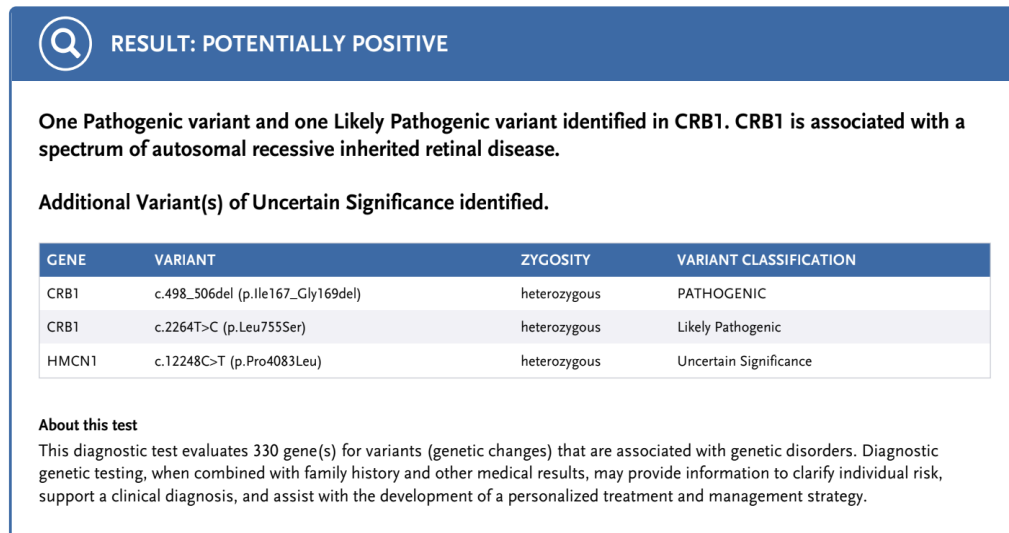 RESULT: POTENTIALLY POSITIVE
One Pathogenic variant and one Likely Pathogenic variant identified in CRB1. CRB1 is associated with a
spectrum of autosomal recessive inherited retinal disease.
Additional Variant(s) of Uncertain Significance identified.
GENE VARIANT ZYGOSITY VARIANT CLASSIFICATION
CRB1 c.498_506del (p.Ile167_Gly169del) heterozygous PATHOGENIC
CRB1 c.2264T>C (p.Leu755Ser) heterozygous Likely Pathogenic
HMCN1 c.12248C>T (p.Pro4083Leu) heterozygous Uncertain Significance
About this test
This diagnostic test evaluates 330 gene(s) for variants (genetic changes) that are associated with genetic disorders. Diagnostic
genetic testing, when combined with family history and other medical results, may provide information to clarify individual risk,
support a clinical diagnosis, and assist with the development of a personalized treatment and management strategy.